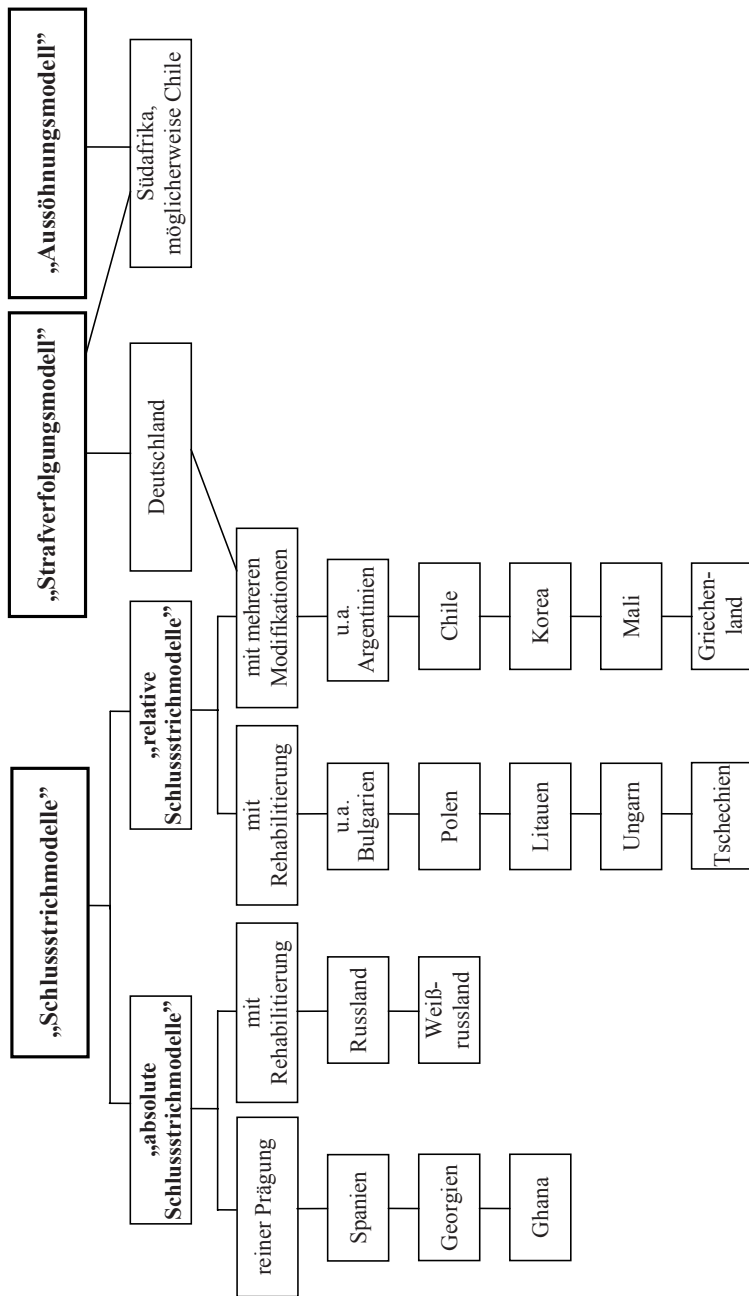 „Schlussstrichmodelle”
„Strafverfolgungsmodell”
„Aussöhnungsmodell”
„absolute
Schlussstrichmodelle”
„relative
Schlussstrichmodelle”
Deutschland
Südafrika,
möglicherweise Chile
reiner Prägung
mit
Rehabilitierung
mit
Rehabilitierung
mit mehreren
Modifikationen
Spanien
Russland
u.a.
Bulgarien
u.a.
Argentinien
Georgien
Weiß-
russland
Polen
Chile
Ghana
Litauen
Korea
Ungarn
Mali
Tschechien
Griechen-
land